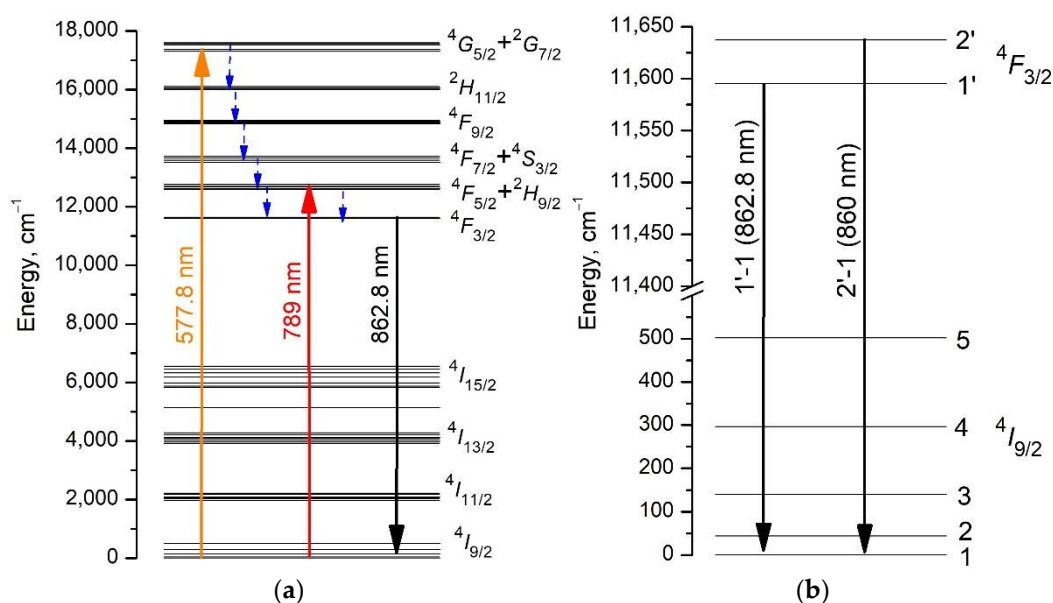 18,000
16,000
14,000
12,000
10,000
8,000
6,000
4,000
2,000
0
Energy, cm⁻¹
577.8 nm
789 nm
862.8 nm
⁴G₅/₂+²G₇/₂
²H₁₁/₂
⁴F₉/₂
⁴F₇/₂+⁴S₃/₂
⁴F₅/₂+²H₉/₂
⁴F₃/₂
⁴I₁₅/₂
⁴I₁₃/₂
⁴I₁₁/₂
⁴I₉/₂
(a)
11,650
11,600
11,550
11,500
11,450
11,400
500
450
400
350
300
250
200
150
100
50
0
Energy, cm⁻¹
1'-1 (862.8 nm)
2'-1 (860 nm)
2'
1'
⁴F₃/₂
5
4
⁴I₉/₂
3
2
1
(b)